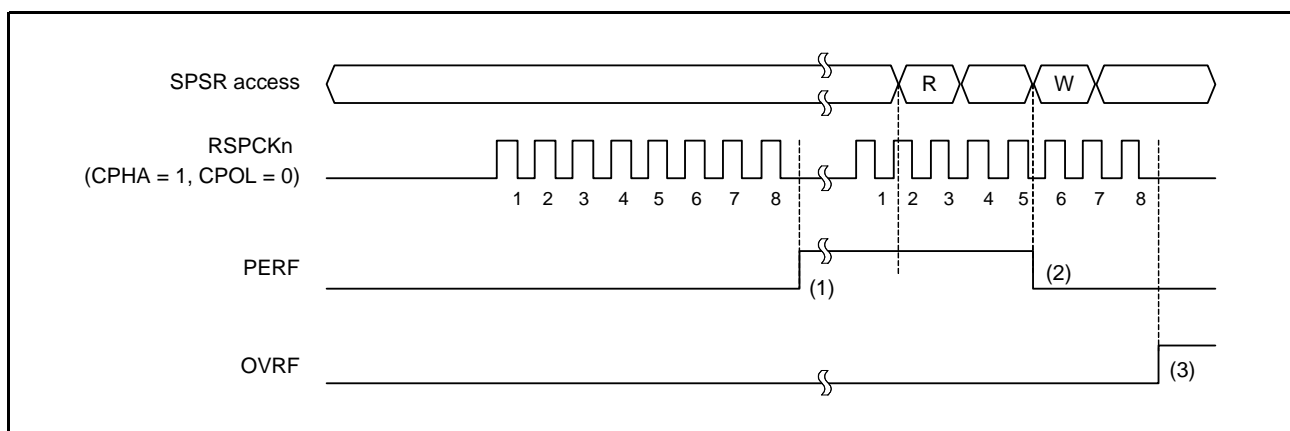 SPSR access
R
W
RSPCKn
(CPHA = 1, CPOL = 0)
1 2 3 4 5 6 7 8 1 2 3 4 5 6 7 8
PERF
(1)
(2)
OVRF
(3)